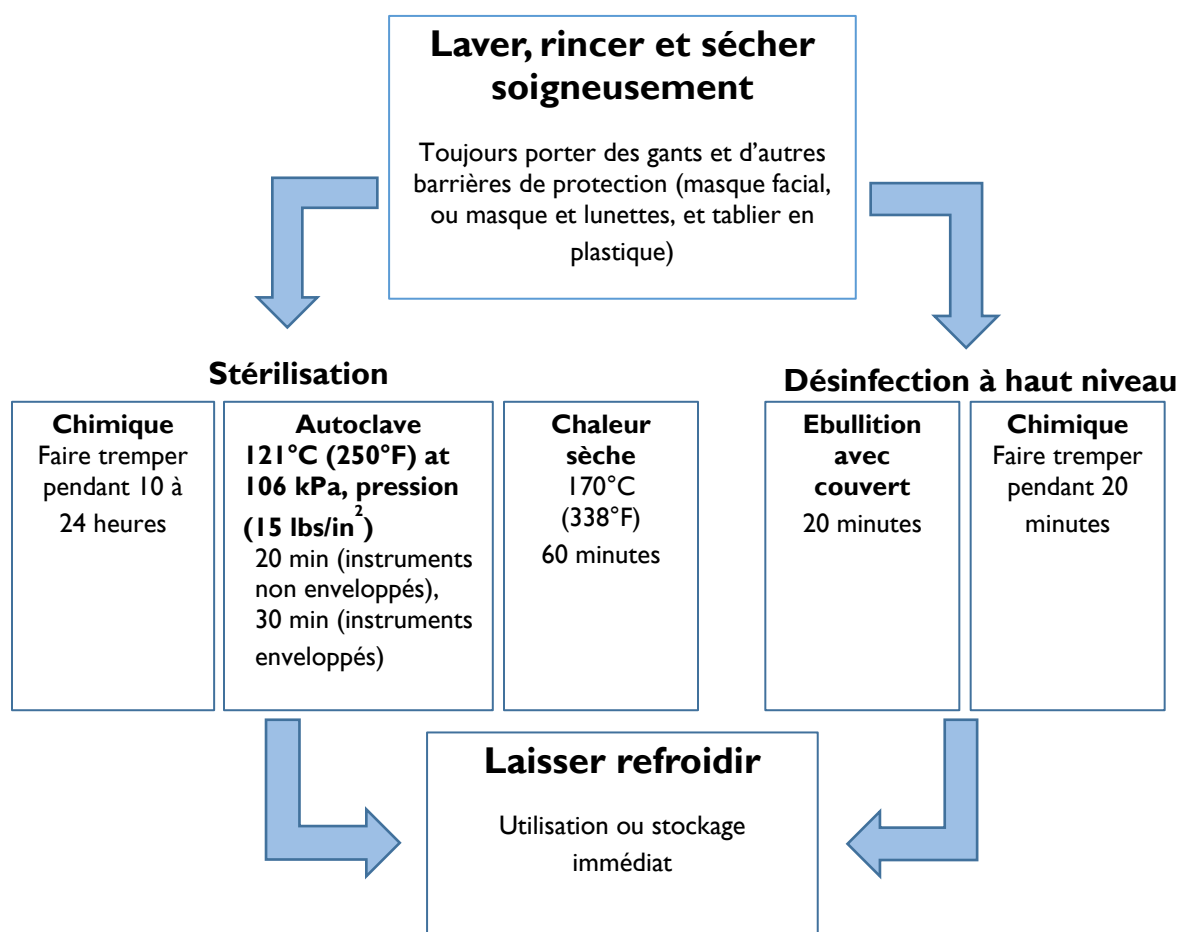 Laver, rincer et sécher
soigneusement
Toujours porter des gants et d'autres
barrières de protection (masque facial,
ou masque et lunettes, et tablier en
plastique)
Stérilisation
Chimique
Faire tremper
pendant 10 à
24 heures
Autoclave
121°C (250°F) at
106 kPa, pression
(15 lbs/in²)
20 min (instruments
non enveloppés),
30 min (instruments
enveloppés)
Chaleur
sèche
170°C
(338°F)
60 minutes
Désinfection à haut niveau
Ebullition
avec
couvert
20 minutes
Chimique
Faire tremper
pendant 20
minutes
Laisser refroidir
Utilisation ou stockage
immédiat